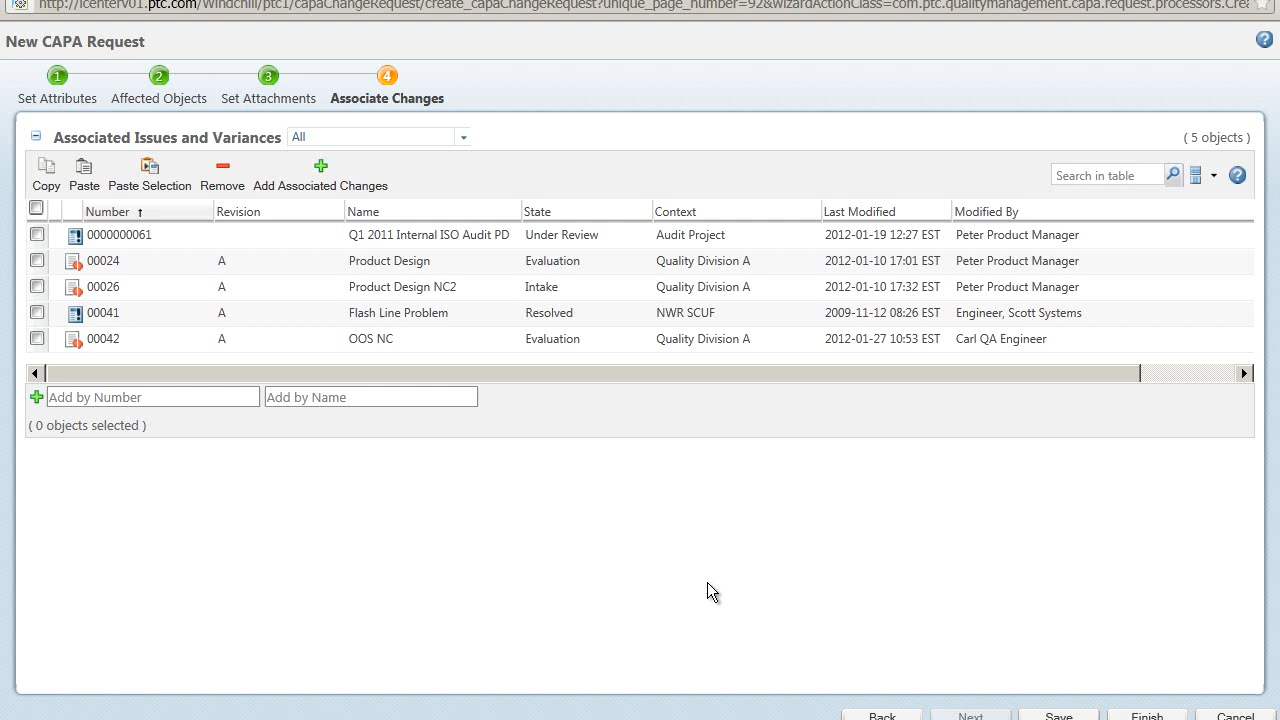 http://icenterv01.ptc.com/Windchill/ptc1/capaChangeRequest/create_capaChangeRequest?unique_page_number=92&wizardActionClass=com.ptc.qualitymanagement.capa.request.processors.Crea
New CAPA Request
1 2 3 4
Set Attributes Affected Objects Set Attachments Associate Changes
Associated Issues and Variances All ( 5 objects )
Copy Paste Paste Selection Remove Add Associated Changes Search in table
Number Revision Name State Context Last Modified Modified By
0000000061 Q1 2011 Internal ISO Audit PD Under Review Audit Project 2012-01-19 12:27 EST Peter Product Manager
00024 A Product Design Evaluation Quality Division A 2012-01-10 17:01 EST Peter Product Manager
00026 A Product Design NC2 Intake Quality Division A 2012-01-10 17:32 EST Peter Product Manager
00041 A Flash Line Problem Resolved NWR SCUF 2009-11-12 08:26 EST Engineer, Scott Systems
00042 A OOS NC Evaluation Quality Division A 2012-01-27 10:53 EST Carl QA Engineer
Add by Number Add by Name
( 0 objects selected )
Back Next Save Finish Cancel